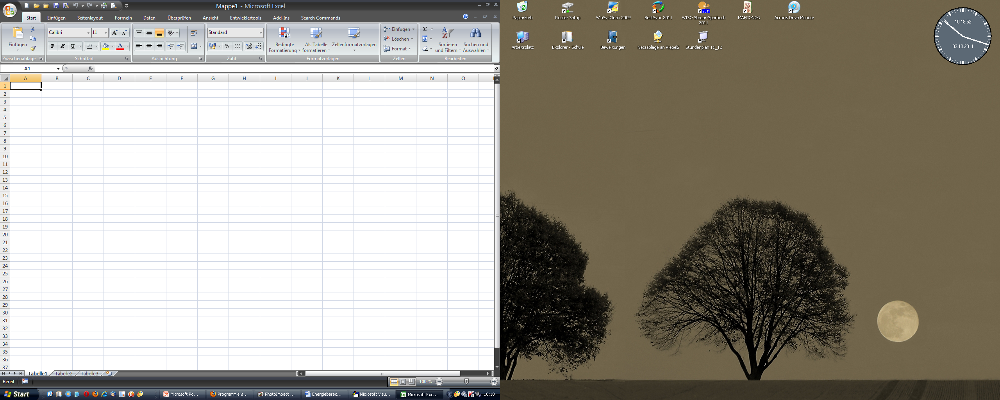 Mappe1 - Microsoft Excel
Start Einfügen Seitenlayout Formeln Daten Überprüfen Ansicht Entwicklertools Add-Ins Search Commands
Einfügen
Zwischenablage
Calibri 11
F K U
Schriftart
Ausrichtung
Standard
% 000
Zahl
Bedingte Formatierung
Als Tabelle formatieren
Zellenformatvorlagen
Formatvorlagen
Einfügen
Löschen
Format
Zellen
Σ
Sortieren und Filtern
Suchen und Auswählen
Bearbeiten
A1
fx
A B C D E F G H I J K L M N O
1
2
3
4
5
6
7
8
9
10
11
12
13
14
15
16
17
18
19
20
21
22
23
24
25
26
27
28
29
30
31
32
33
34
35
36
37
Tabelle1 Tabelle2 Tabelle3
Bereit
100 %
Start
Microsoft Po...
Programmiers...
PhotoImpact ...
Energieberec...
Microsoft Visu...
Microsoft Exc...
10:18
Papierkorb
Router Setup
WinSysClean 2009
BestSync 2011
WISO Steuer-Sparbuch
2011
MAHJONGG
Acronis Drive Monitor
Arbeitsplatz
Explorer - Schule
Bewertungen
Netzablage an Riepel2
Stundenplan 11_12
10:18:52
02.10.2011